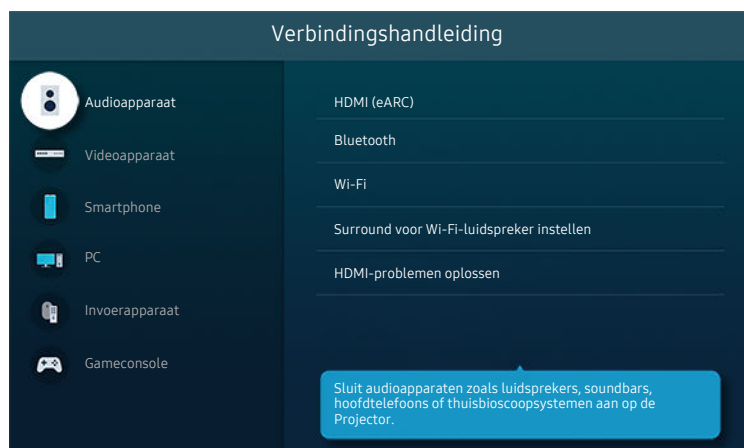 Verbindingshandleiding
Audioapparaat
Videoapparaat
Smartphone
PC
Invoerapparaat
Gameconsole
HDMI (eARC)
Bluetooth
Wi-Fi
Surround voor Wi-Fi-luidspreker instellen
HDMI-problemen oplossen
Sluit audioapparaten zoals luidsprekers, soundbars,
hoofdtelefoons of thuisbioscoopsystemen aan op de
Projector.